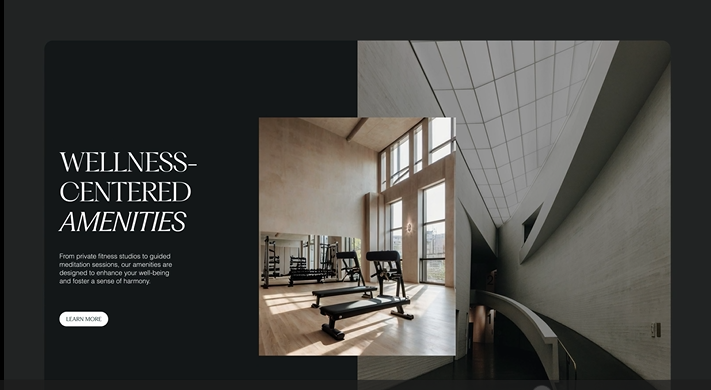 WELLNESS-
CENTERED
AMENITIES
From private fitness studios to guided
meditation sessions, our amenities are
designed to enhance your well-being
and foster a sense of harmony.
LEARN MORE